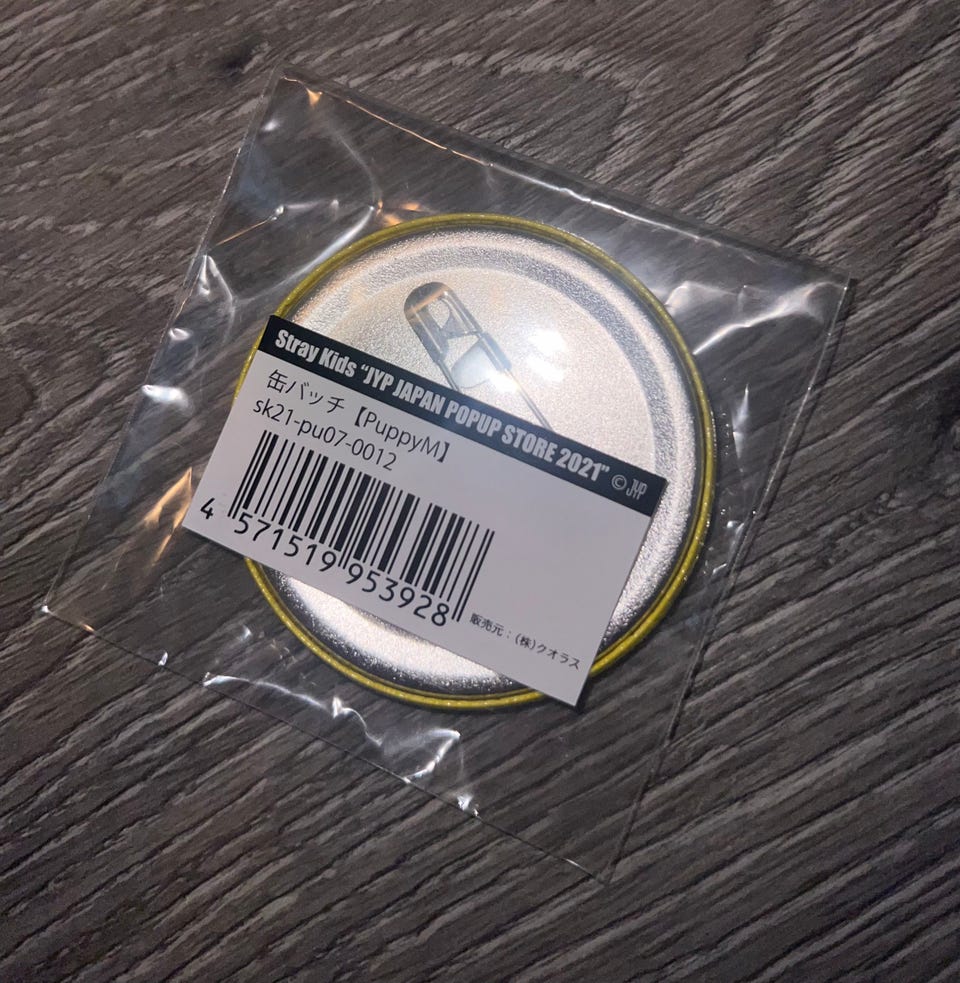 Stray Kids "JYP JAPAN POPUP STORE 2021" © JYP
缶バッチ【PuppyM】
sk21-pu07-0012
4 571519 953928
販売元：(株)クオラス